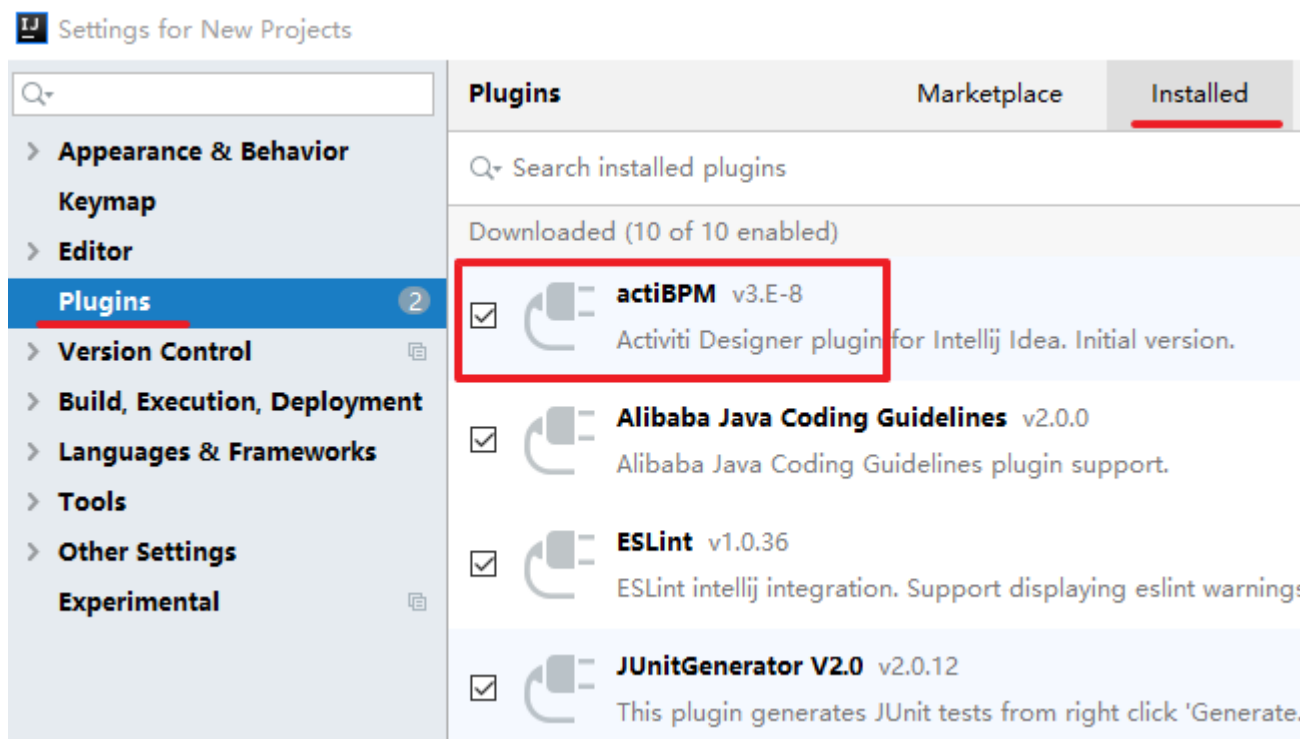 IJ
Settings for New Projects
Appearance & Behavior
Keymap
Editor
Plugins 2
Version Control
Build, Execution, Deployment
Languages & Frameworks
Tools
Other Settings
Experimental
Plugins Marketplace Installed
Search installed plugins
Downloaded (10 of 10 enabled)
actiBPM v3.E-8
Activiti Designer plugin for Intellij Idea. Initial version.
Alibaba Java Coding Guidelines v2.0.0
Alibaba Java Coding Guidelines plugin support.
ESLint v1.0.36
ESLint intellij integration. Support displaying eslint warnings
JUnitGenerator V2.0 v2.0.12
This plugin generates JUnit tests from right click 'Generate.